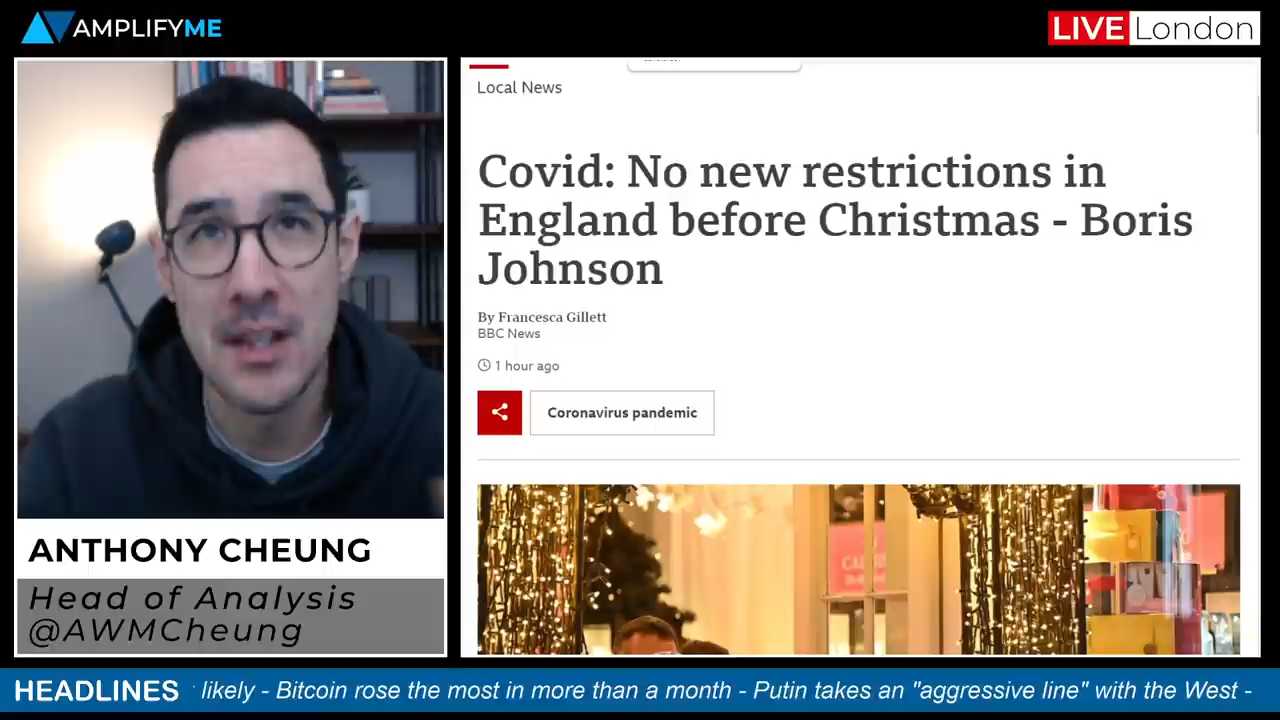 AMPLIFYME
LIVE London
Local News
Covid: No new restrictions in
England before Christmas - Boris
Johnson
By Francesca Gillett
BBC News
1 hour ago
Coronavirus pandemic
ANTHONY CHEUNG
Head of Analysis
@AWMCheung
HEADLINES likely - Bitcoin rose the most in more than a month - Putin takes an "aggressive line" with the West -